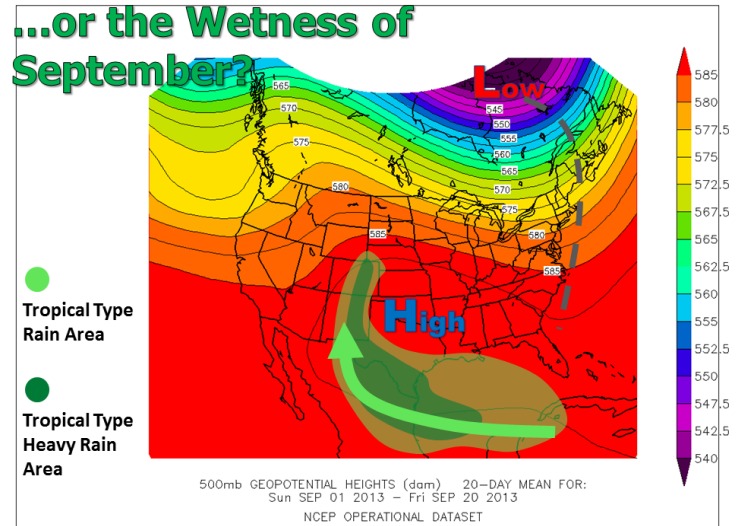 ...or the Wetness of
September?
Low
565
570
575
580
585
545
550
555
560
565
570
575
580
585
High
Tropical Type
Rain Area
Tropical Type
Heavy Rain
Area
585
580
577.5
575
572.5
570
567.5
565
562.5
560
557.5
555
552.5
550
547.5
545
542.5
540
500mb GEOPOTENTIAL HEIGHTS (dam) 20-DAY MEAN FOR:
Sun SEP 01 2013 – Fri SEP 20 2013
NCEP OPERATIONAL DATASET